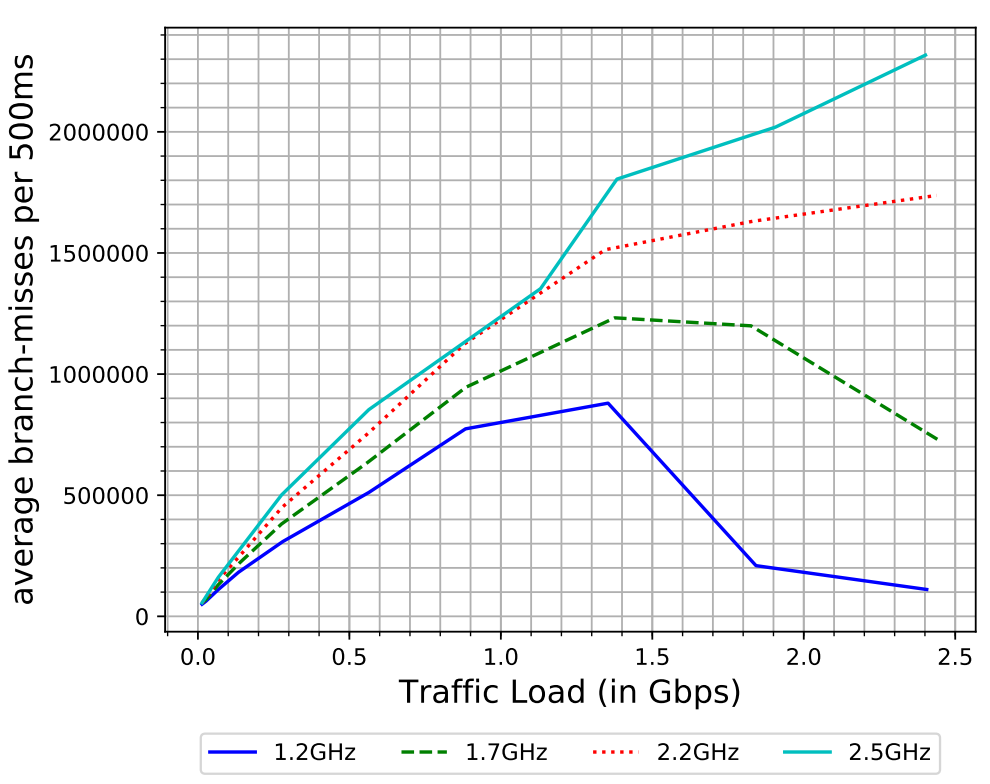 average branch-misses per 500ms
2000000
1500000
1000000
500000
0
0.0 0.5 1.0 1.5 2.0 2.5
Traffic Load (in Gbps)
1.2GHz 1.7GHz 2.2GHz 2.5GHz